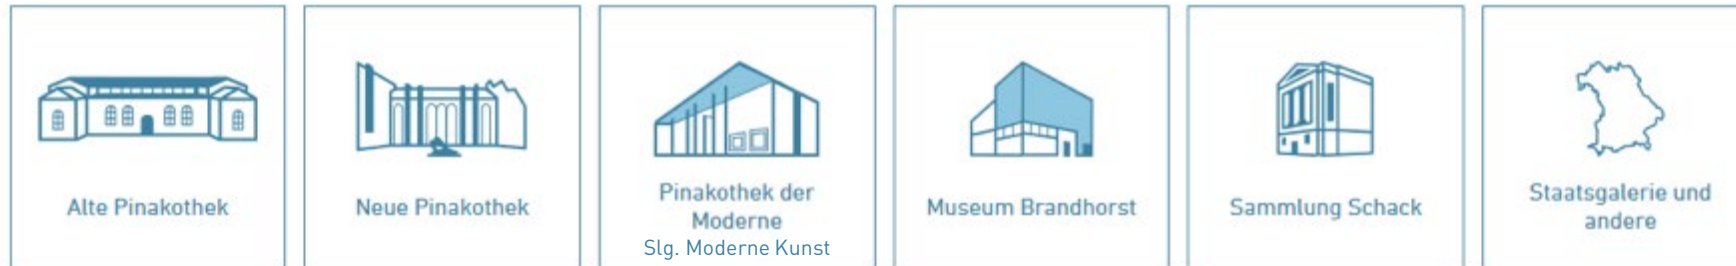 Alte Pinakothek
Neue Pinakothek
Pinakothek der
Moderne
Slg. Moderne Kunst
Museum Brandhorst
Sammlung Schack
Staatsgalerie und
andere